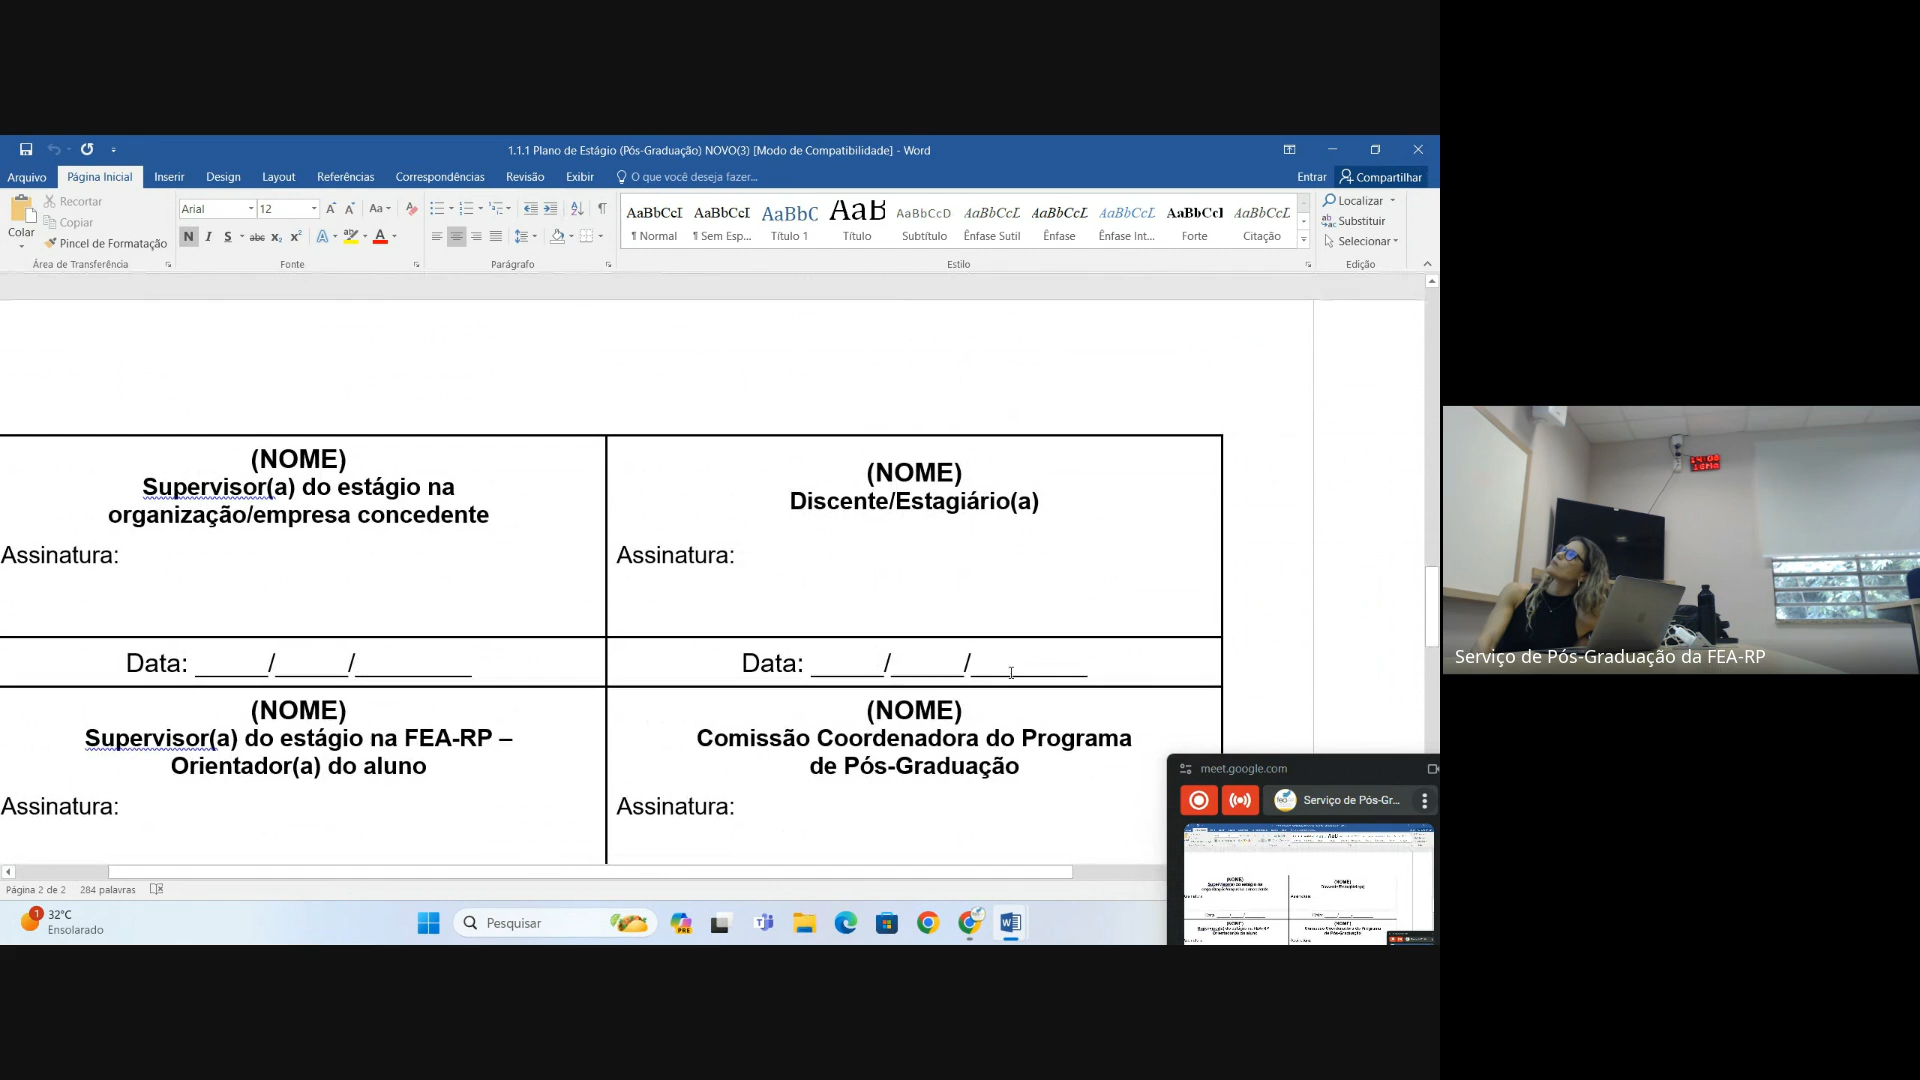 1.1.1 Plano de Estágio (Pós-Graduação) NOVO(3) [Modo de Compatibilidade] - Word
Arquivo Página Inicial Inserir Design Layout Referências Correspondências Revisão Exibir O que você deseja fazer... Entrar Compartilhar
Colar
Recortar
Copiar
Pincel de Formatação
Área de Transferência
Arial 12
Fonte
Parágrafo
AaBbCcI AaBbCcI AaBbC AaB AaBbCcD AaBbCcL AaBbCcL AaBbCcL AaBbCcI AaBbCcL
¶ Normal ¶ Sem Esp... Título 1 Título Subtítulo Ênfase Sutil Ênfase Ênfase Int... Forte Citação
Estilo
Localizar
Substituir
Selecionar
Edição
(NOME)
Supervisor(a) do estágio na
organização/empresa concedente
Assinatura:
(NOME)
Discente/Estagiário(a)
Assinatura:
Data: _____/_____/________
Data: _____/_____/________
(NOME)
Supervisor(a) do estágio na FEA-RP –
Orientador(a) do aluno
Assinatura:
(NOME)
Comissão Coordenadora do Programa
de Pós-Graduação
Assinatura:
meet.google.com
Serviço de Pós-Gr...
Página 2 de 2 284 palavras
1
32°C
Ensolarado
Pesquisar
PRE
Serviço de Pós-Graduação da FEA-RP